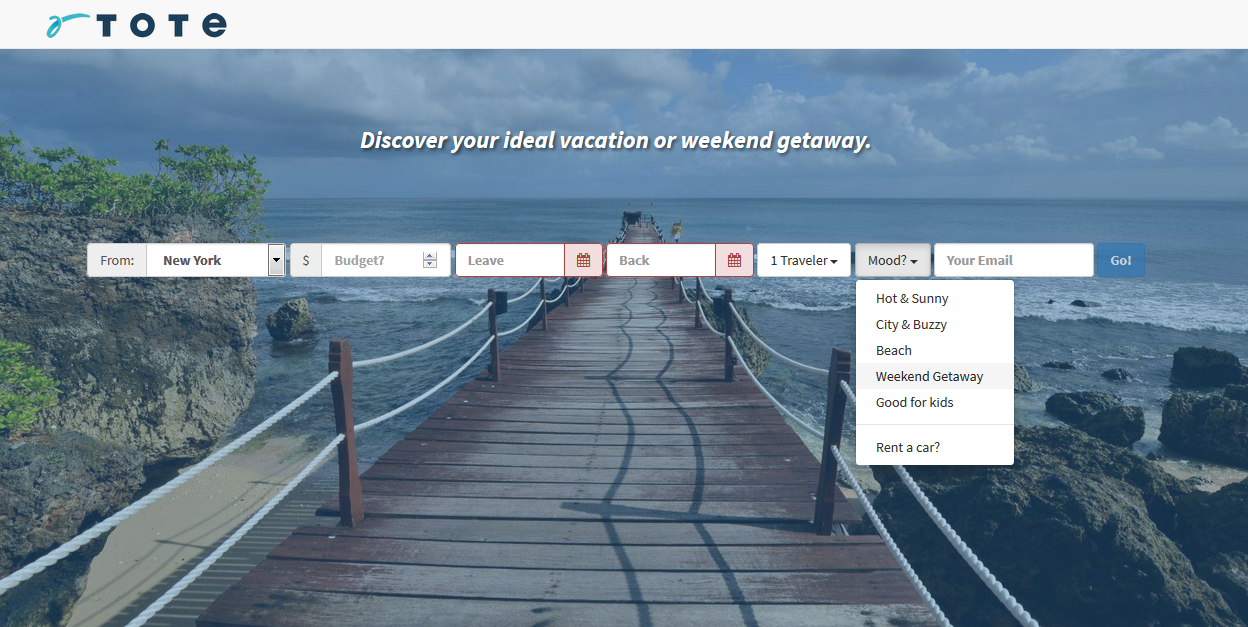 TOTE
Discover your ideal vacation or weekend getaway.
From: New York $ Budget? Leave Back 1 Traveler Mood? Your Email Go!
Hot & Sunny
City & Buzzy
Beach
Weekend Getaway
Good for kids
Rent a car?